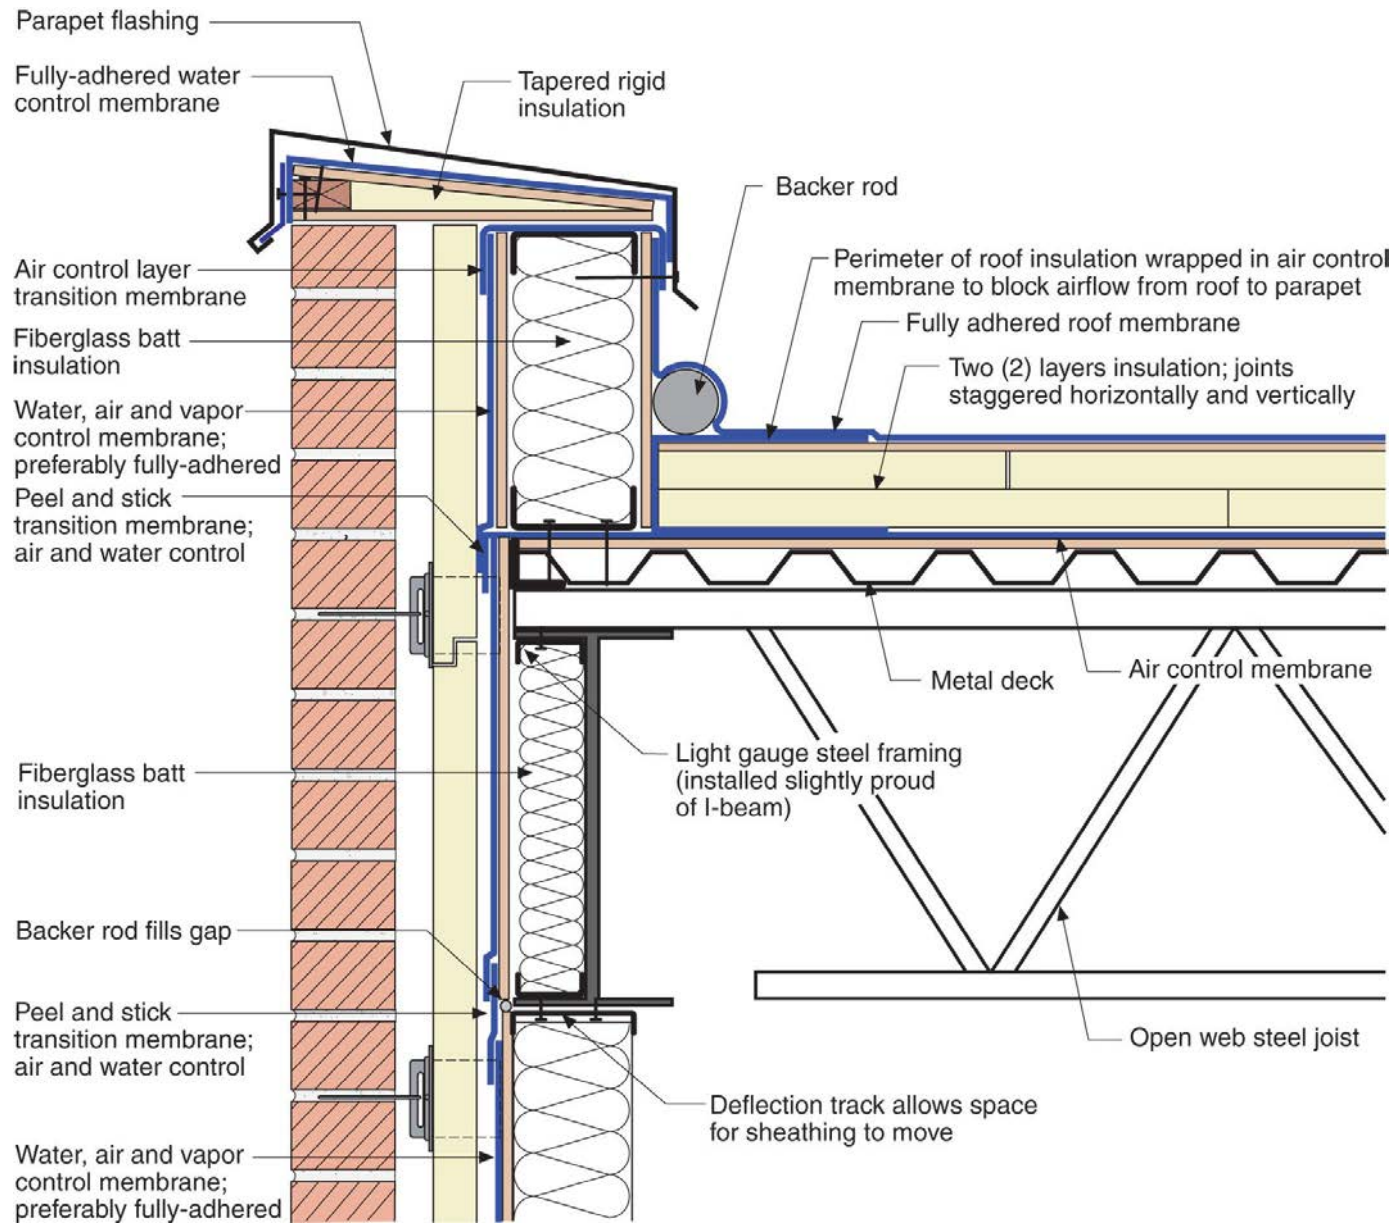 Parapet flashing
Fully-adhered water
control membrane
Tapered rigid
insulation
Backer rod
Air control layer
transition membrane
Perimeter of roof insulation wrapped in air control
membrane to block airflow from roof to parapet
Fully adhered roof membrane
Fiberglass batt
insulation
Two (2) layers insulation; joints
staggered horizontally and vertically
Water, air and vapor
control membrane;
preferably fully-adhered
Peel and stick
transition membrane;
air and water control
Metal deck
Air control membrane
Light gauge steel framing
(installed slightly proud
of I-beam)
Fiberglass batt
insulation
Backer rod fills gap
Peel and stick
transition membrane;
air and water control
Open web steel joist
Deflection track allows space
for sheathing to move
Water, air and vapor
control membrane;
preferably fully-adhered